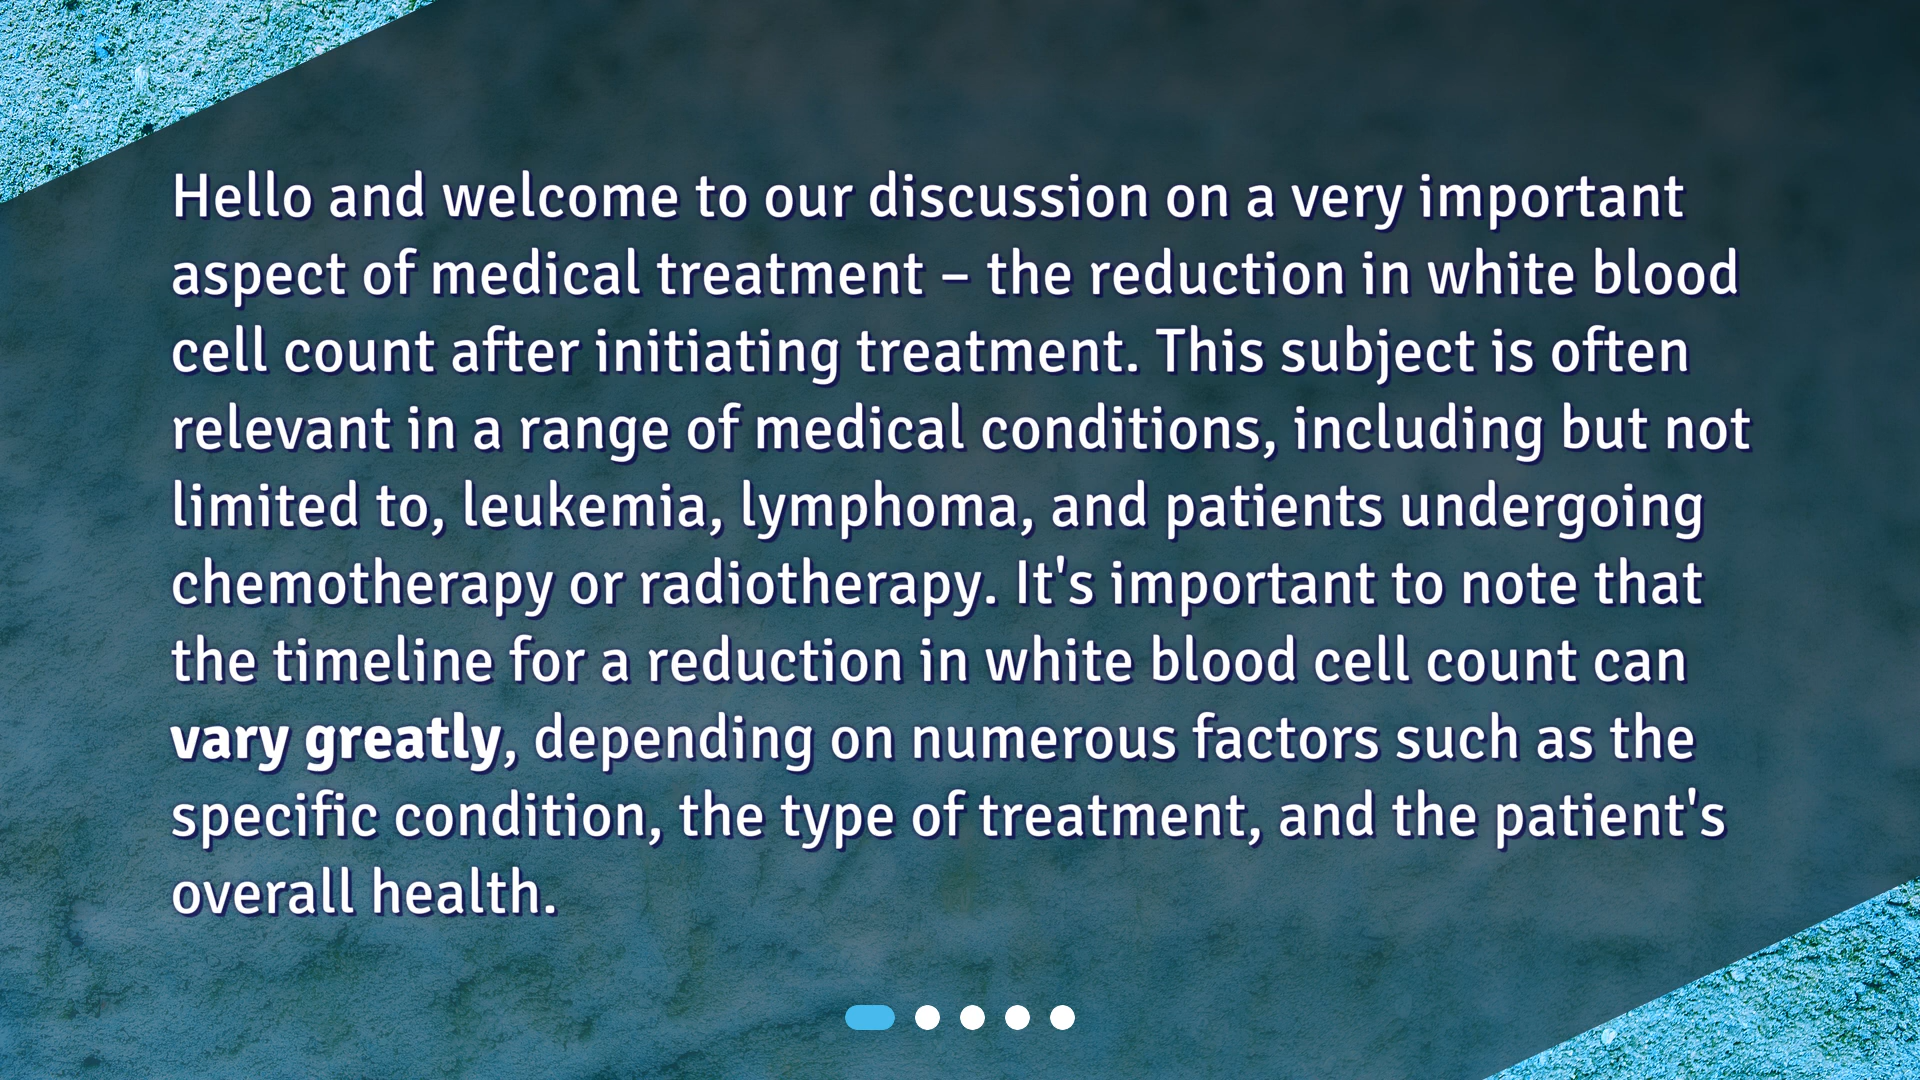 Hello and welcome to our discussion on a very important
aspect of medical treatment – the reduction in white blood
cell count after initiating treatment. This subject is often
relevant in a range of medical conditions, including but not
limited to, leukemia, lymphoma, and patients undergoing
chemotherapy or radiotherapy. It's important to note that
the timeline for a reduction in white blood cell count can
vary greatly, depending on numerous factors such as the
specific condition, the type of treatment, and the patient's
overall health.